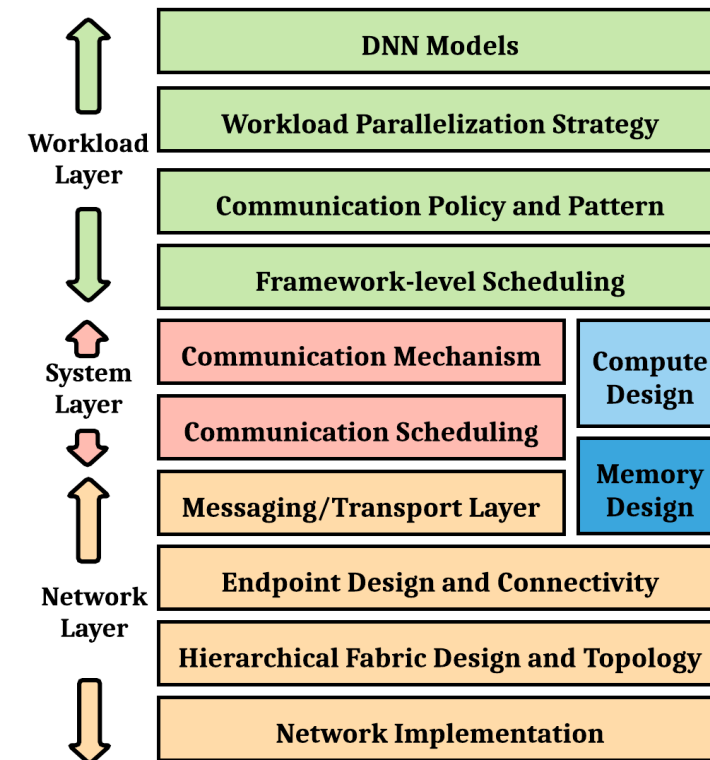 DNN Models
Workload Parallelization Strategy
Workload
Layer
Communication Policy and Pattern
Framework-level Scheduling
Communication Mechanism
Compute
Design
System
Layer
Communication Scheduling
Memory
Design
Messaging/Transport Layer
Endpoint Design and Connectivity
Network
Layer
Hierarchical Fabric Design and Topology
Network Implementation